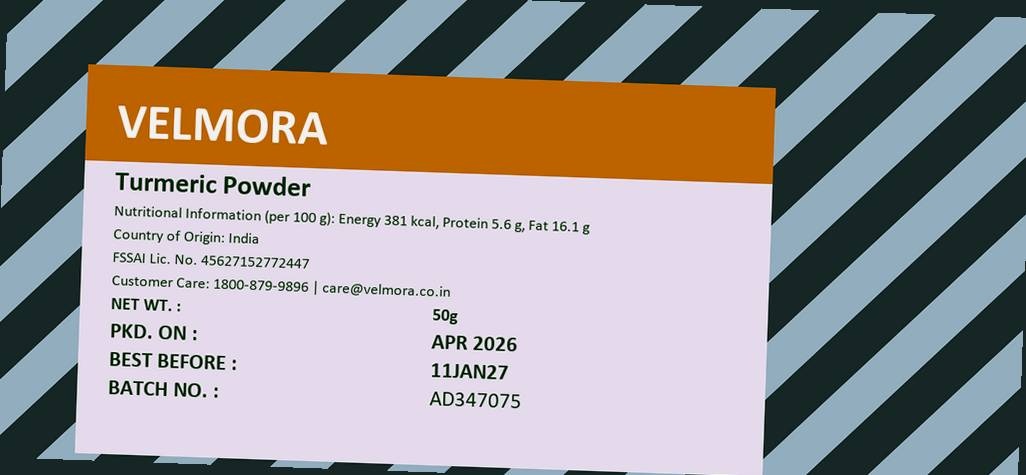 VELMORA
Turmeric Powder
Nutritional Information (per 100 g): Energy 381 kcal, Protein 5.6 g, Fat 16.1 g
Country of Origin: India
FSSAI Lic. No. 45627152772447
Customer Care: 1800-879-9896 | care@velmora.co.in
NET WT. : 50g
PKD. ON : APR 2026
BEST BEFORE : 11JAN27
BATCH NO. : AD347075